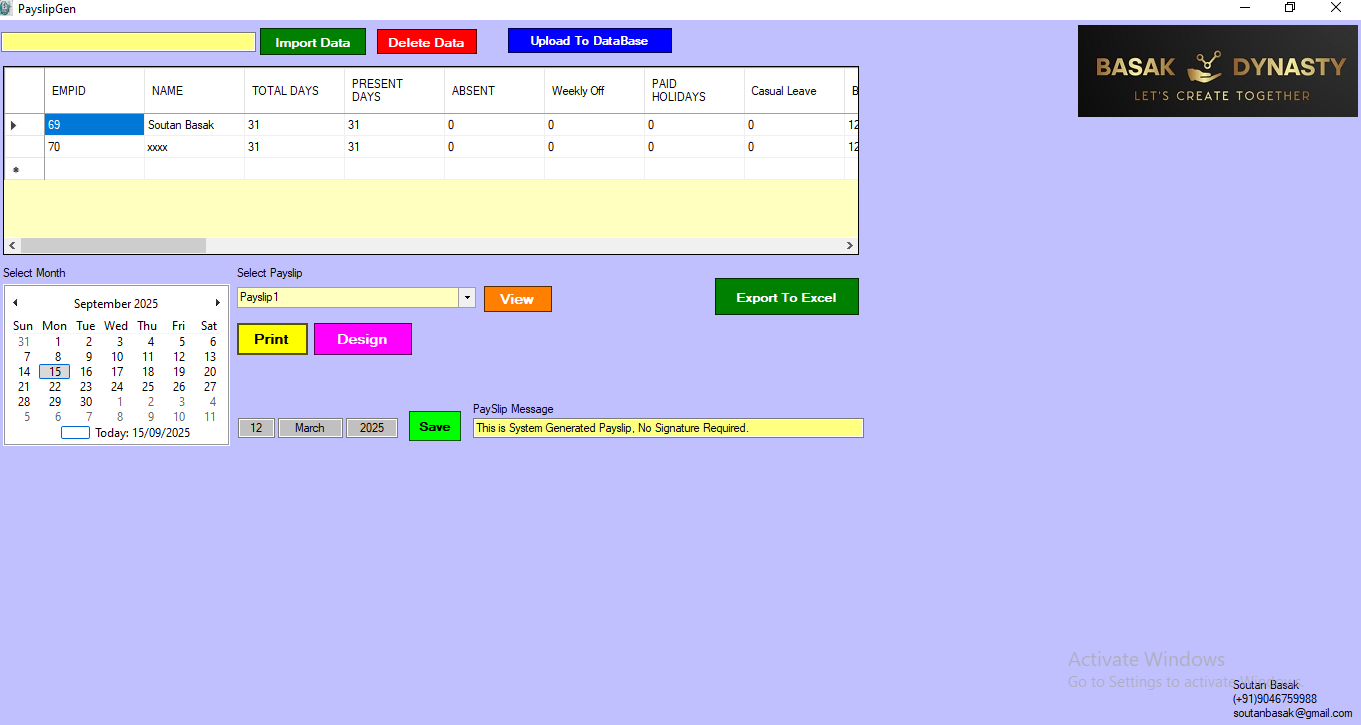 PayslipGen
Import Data
Delete Data
Upload To DataBase
BASAK DYNASTY
LET'S CREATE TOGETHER
EMPID NAME TOTAL DAYS PRESENT DAYS ABSENT Weekly Off PAID HOLIDAYS Casual Leave B
69 Soutan Basak 31 31 0 0 0 0 12
70 xxxx 31 31 0 0 0 0 12
Select Month
Select Payslip
September 2025
Sun Mon Tue Wed Thu Fri Sat
31 1 2 3 4 5 6
7 8 9 10 11 12 13
14 15 16 17 18 19 20
21 22 23 24 25 26 27
28 29 30 1 2 3 4
5 6 7 8 9 10 11
Today: 15/09/2025
Payslip1
View
Export To Excel
Print
Design
12 March 2025
Save
PaySlip Message
This is System Generated Payslip, No Signature Required.
Activate Windows
Go to Settings to activate Windows.
Soutan Basak
(+91)9046759988
soutanbasak@gmail.com